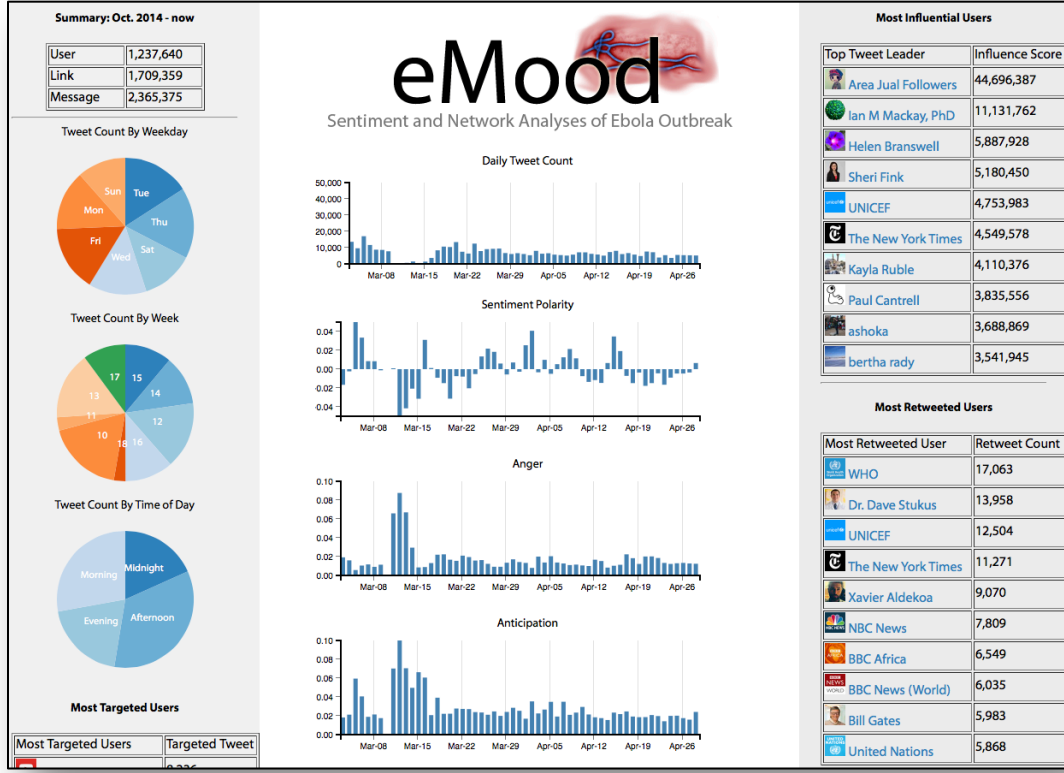 Summary: Oct. 2014 - now
User 1,237,640
Link 1,709,359
Message 2,365,375
Tweet Count By Weekday
Sun Tue
Mon Thu
Fri Sat
Wed
Tweet Count By Week
17 15
13 14
11 12
10 18 16
Tweet Count By Time of Day
Morning Midnight
Evening Afternoon
Most Targeted Users
Most Targeted Users Targeted Tweet
eMood
Sentiment and Network Analyses of Ebola Outbreak
Daily Tweet Count
50,000
40,000
30,000
20,000
10,000
0
Mar-08 Mar-15 Mar-22 Mar-29 Apr-05 Apr-12 Apr-19 Apr-26
Sentiment Polarity
0.04
0.02
0.00
-0.02
-0.04
Mar-08 Mar-15 Mar-22 Mar-29 Apr-05 Apr-12 Apr-19 Apr-26
Anger
0.10
0.08
0.06
0.04
0.02
0.00
Mar-08 Mar-15 Mar-22 Mar-29 Apr-05 Apr-12 Apr-19 Apr-26
Anticipation
0.10
0.08
0.06
0.04
0.02
0.00
Mar-08 Mar-15 Mar-22 Mar-29 Apr-05 Apr-12 Apr-19 Apr-26
Most Influential Users
Top Tweet Leader Influence Score
Area Jual Followers 44,696,387
Ian M Mackay, PhD 11,131,762
Helen Branswell 5,887,928
Sheri Fink 5,180,450
UNICEF 4,753,983
The New York Times 4,549,578
Kayla Ruble 4,110,376
Paul Cantrell 3,835,556
ashoka 3,688,869
bertha rady 3,541,945
Most Retweeted Users
Most Retweeted User Retweet Count
WHO 17,063
Dr. Dave Stukus 13,958
UNICEF 12,504
The New York Times 11,271
Xavier Aldekoa 9,070
NBC News 7,809
BBC Africa 6,549
BBC News (World) 6,035
Bill Gates 5,983
United Nations 5,868